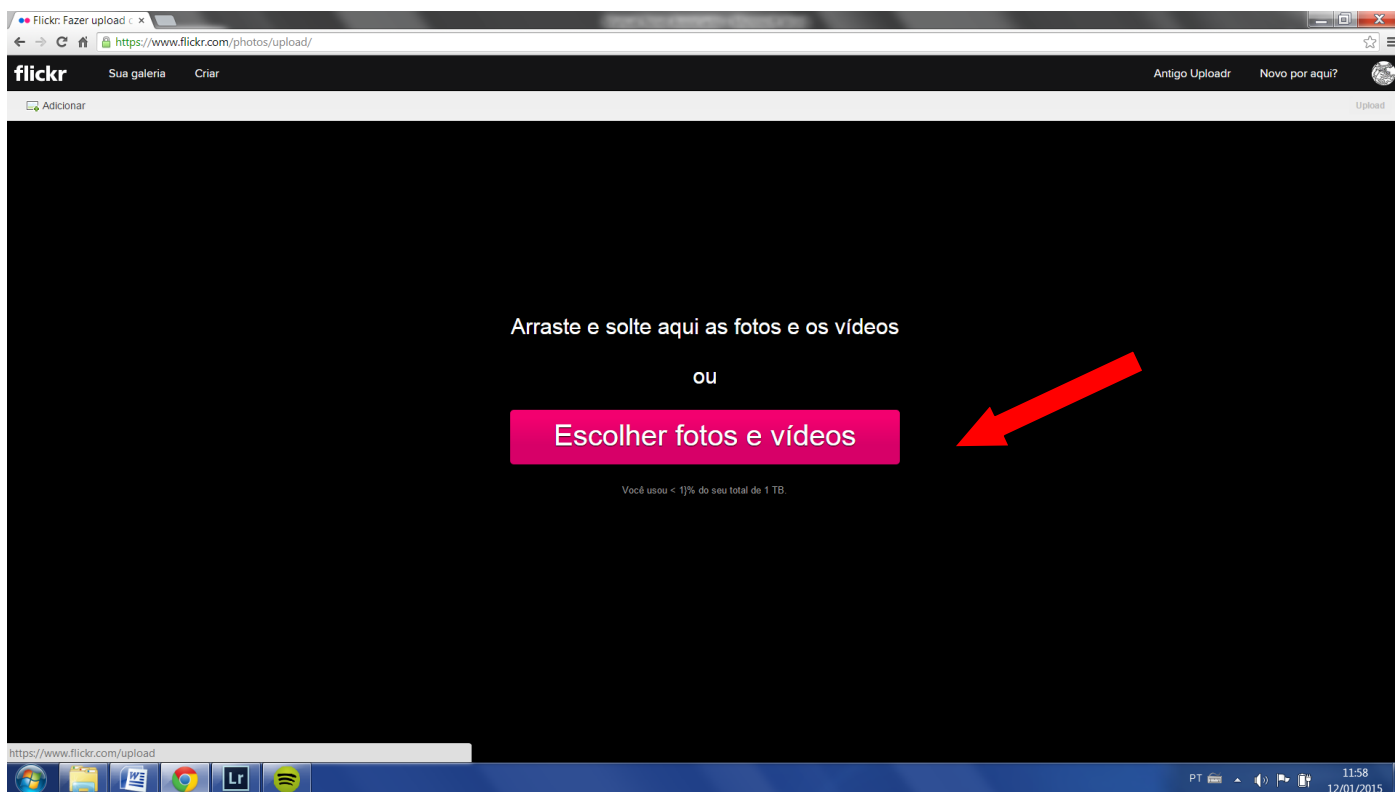 Flickr: Fazer upload c
https://www.flickr.com/photos/upload/
flickr Sua galeria Criar Antigo Uploadr Novo por aqui?
Adicionar Upload
Arraste e solte aqui as fotos e os vídeos
ou
Escolher fotos e vídeos
Você usou < 1}% do seu total de 1 TB.
https://www.flickr.com/upload
Lr PT 11:58
12/01/2015